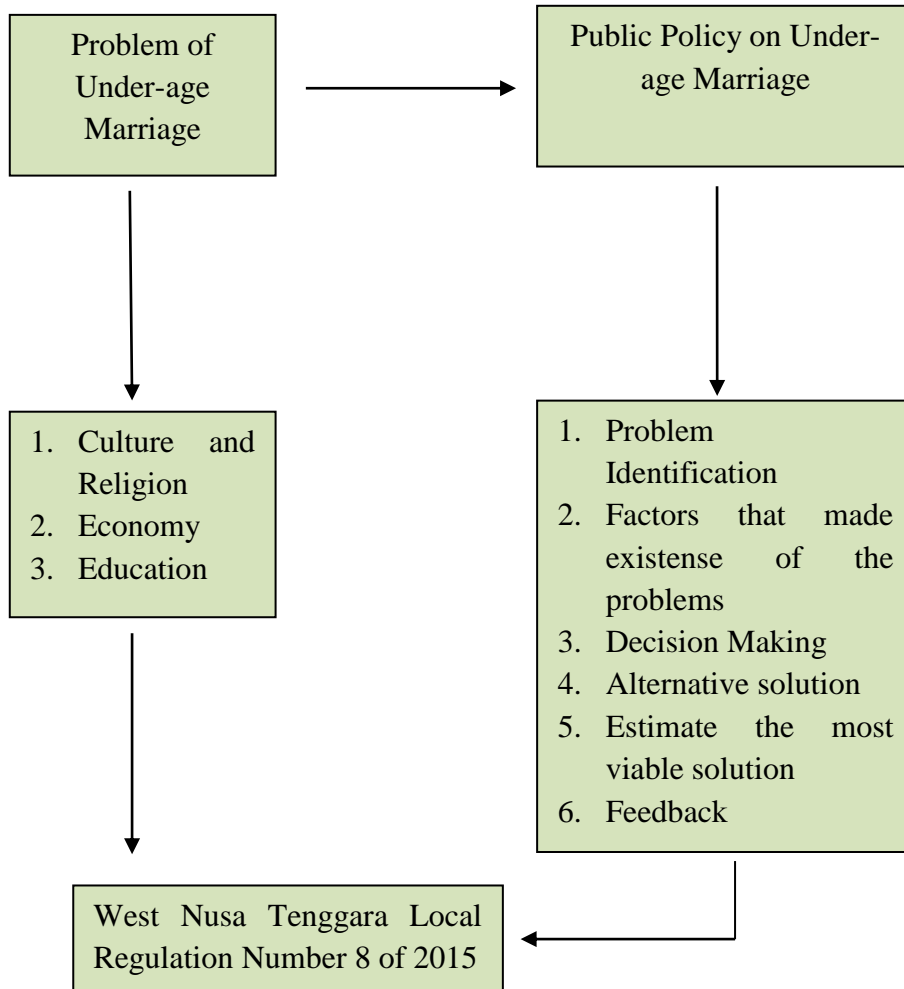 Problem of
Under-age
Marriage
Public Policy on Under-
age Marriage
1. Culture and
Religion
2. Economy
3. Education
1. Problem
Identification
2. Factors that made
existense of the
problems
3. Decision Making
4. Alternative solution
5. Estimate the most
viable solution
6. Feedback
West Nusa Tenggara Local
Regulation Number 8 of 2015